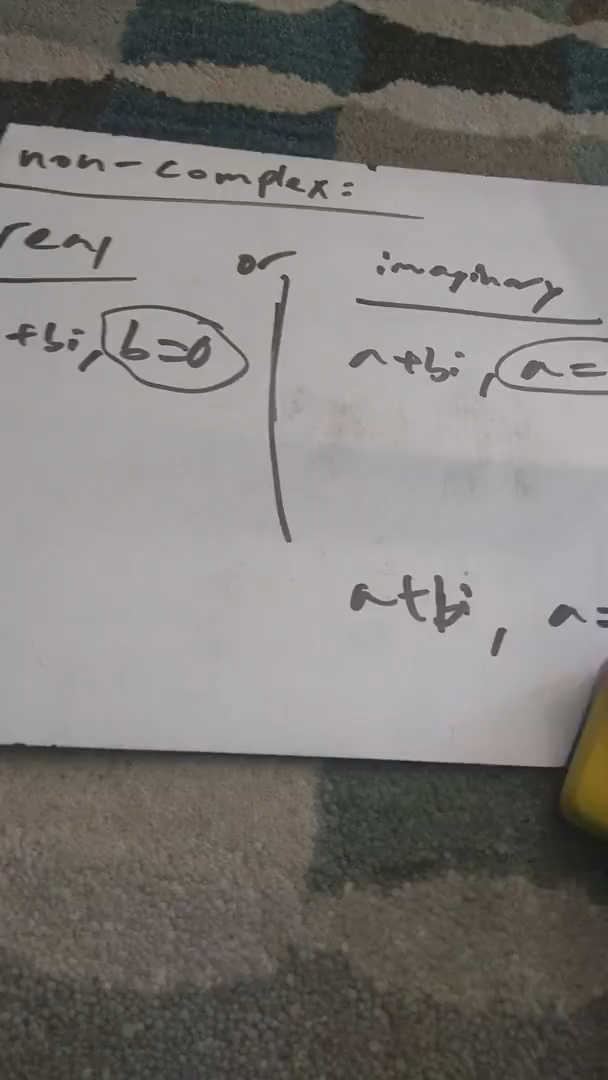 non-complex:
real or imaginary
+bi, b=0 a+bi, a=
a+bi, a=